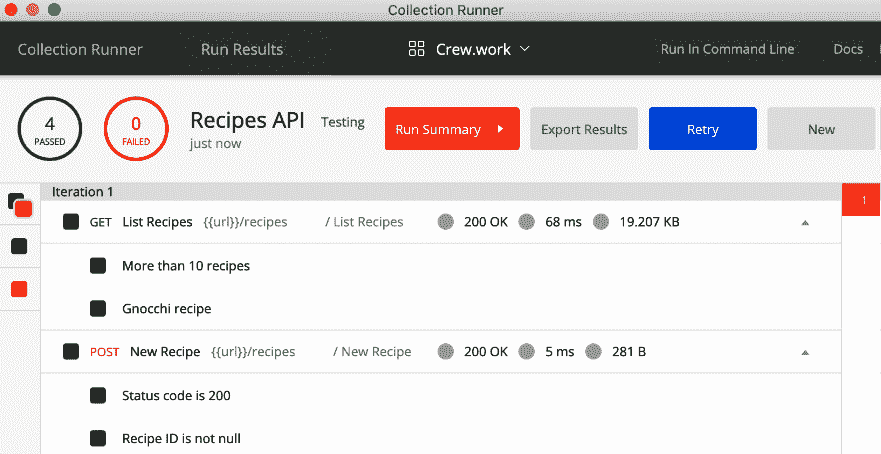 Collection Runner
Collection Runner Run Results Crew.work Run In Command Line Docs
4 PASSED
0 FAILED
Recipes API Testing
just now
Run Summary Export Results Retry New
Iteration 1
1
GET List Recipes {{url}}/recipes / List Recipes 200 OK 68 ms 19.207 KB
More than 10 recipes
Gnocchi recipe
POST New Recipe {{url}}/recipes / New Recipe 200 OK 5 ms 281 B
Status code is 200
Recipe ID is not null